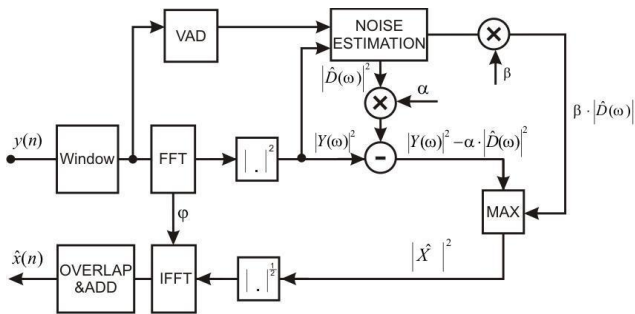 VAD
NOISE
ESTIMATION
×
β
|D̂(ω)|²
×
α
β·|D̂(ω)|
y(n)
Window
FFT
|.|²
|Y(ω)|²
-
|Y(ω)|²-α·|D̂(ω)|²
MAX
φ
|X̂|²
x̂(n)
OVERLAP
&ADD
IFFT
|.|^½